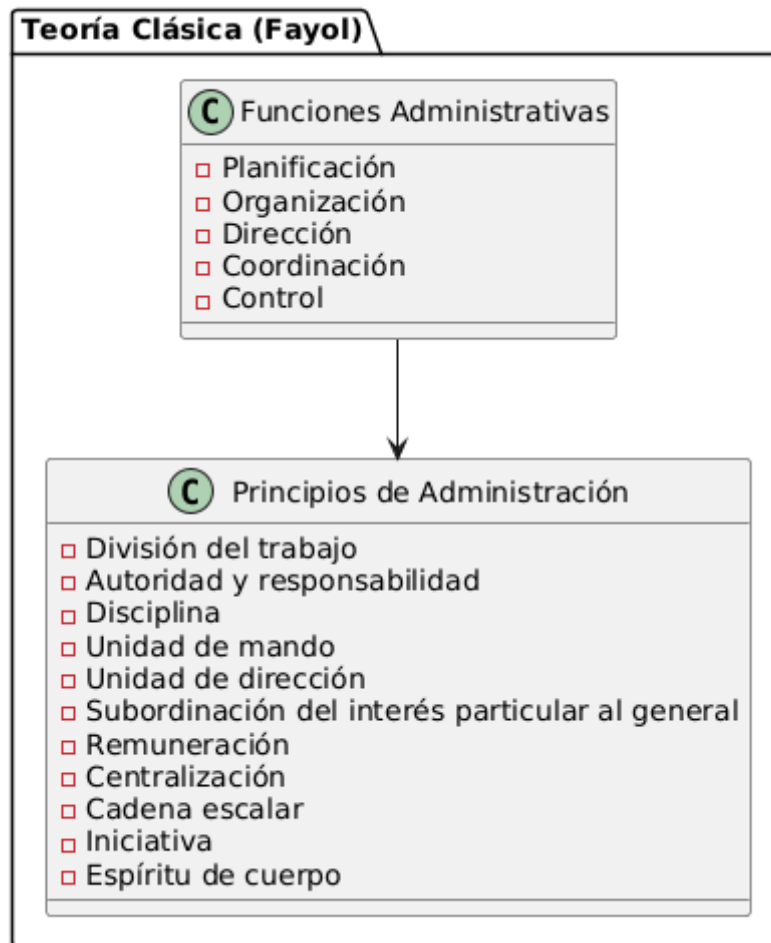 Teoría Clásica (Fayol)
C Funciones Administrativas
Planificación
Organización
Dirección
Coordinación
Control
C Principios de Administración
División del trabajo
Autoridad y responsabilidad
Disciplina
Unidad de mando
Unidad de dirección
Subordinación del interés particular al general
Remuneración
Centralización
Cadena escalar
Iniciativa
Espíritu de cuerpo